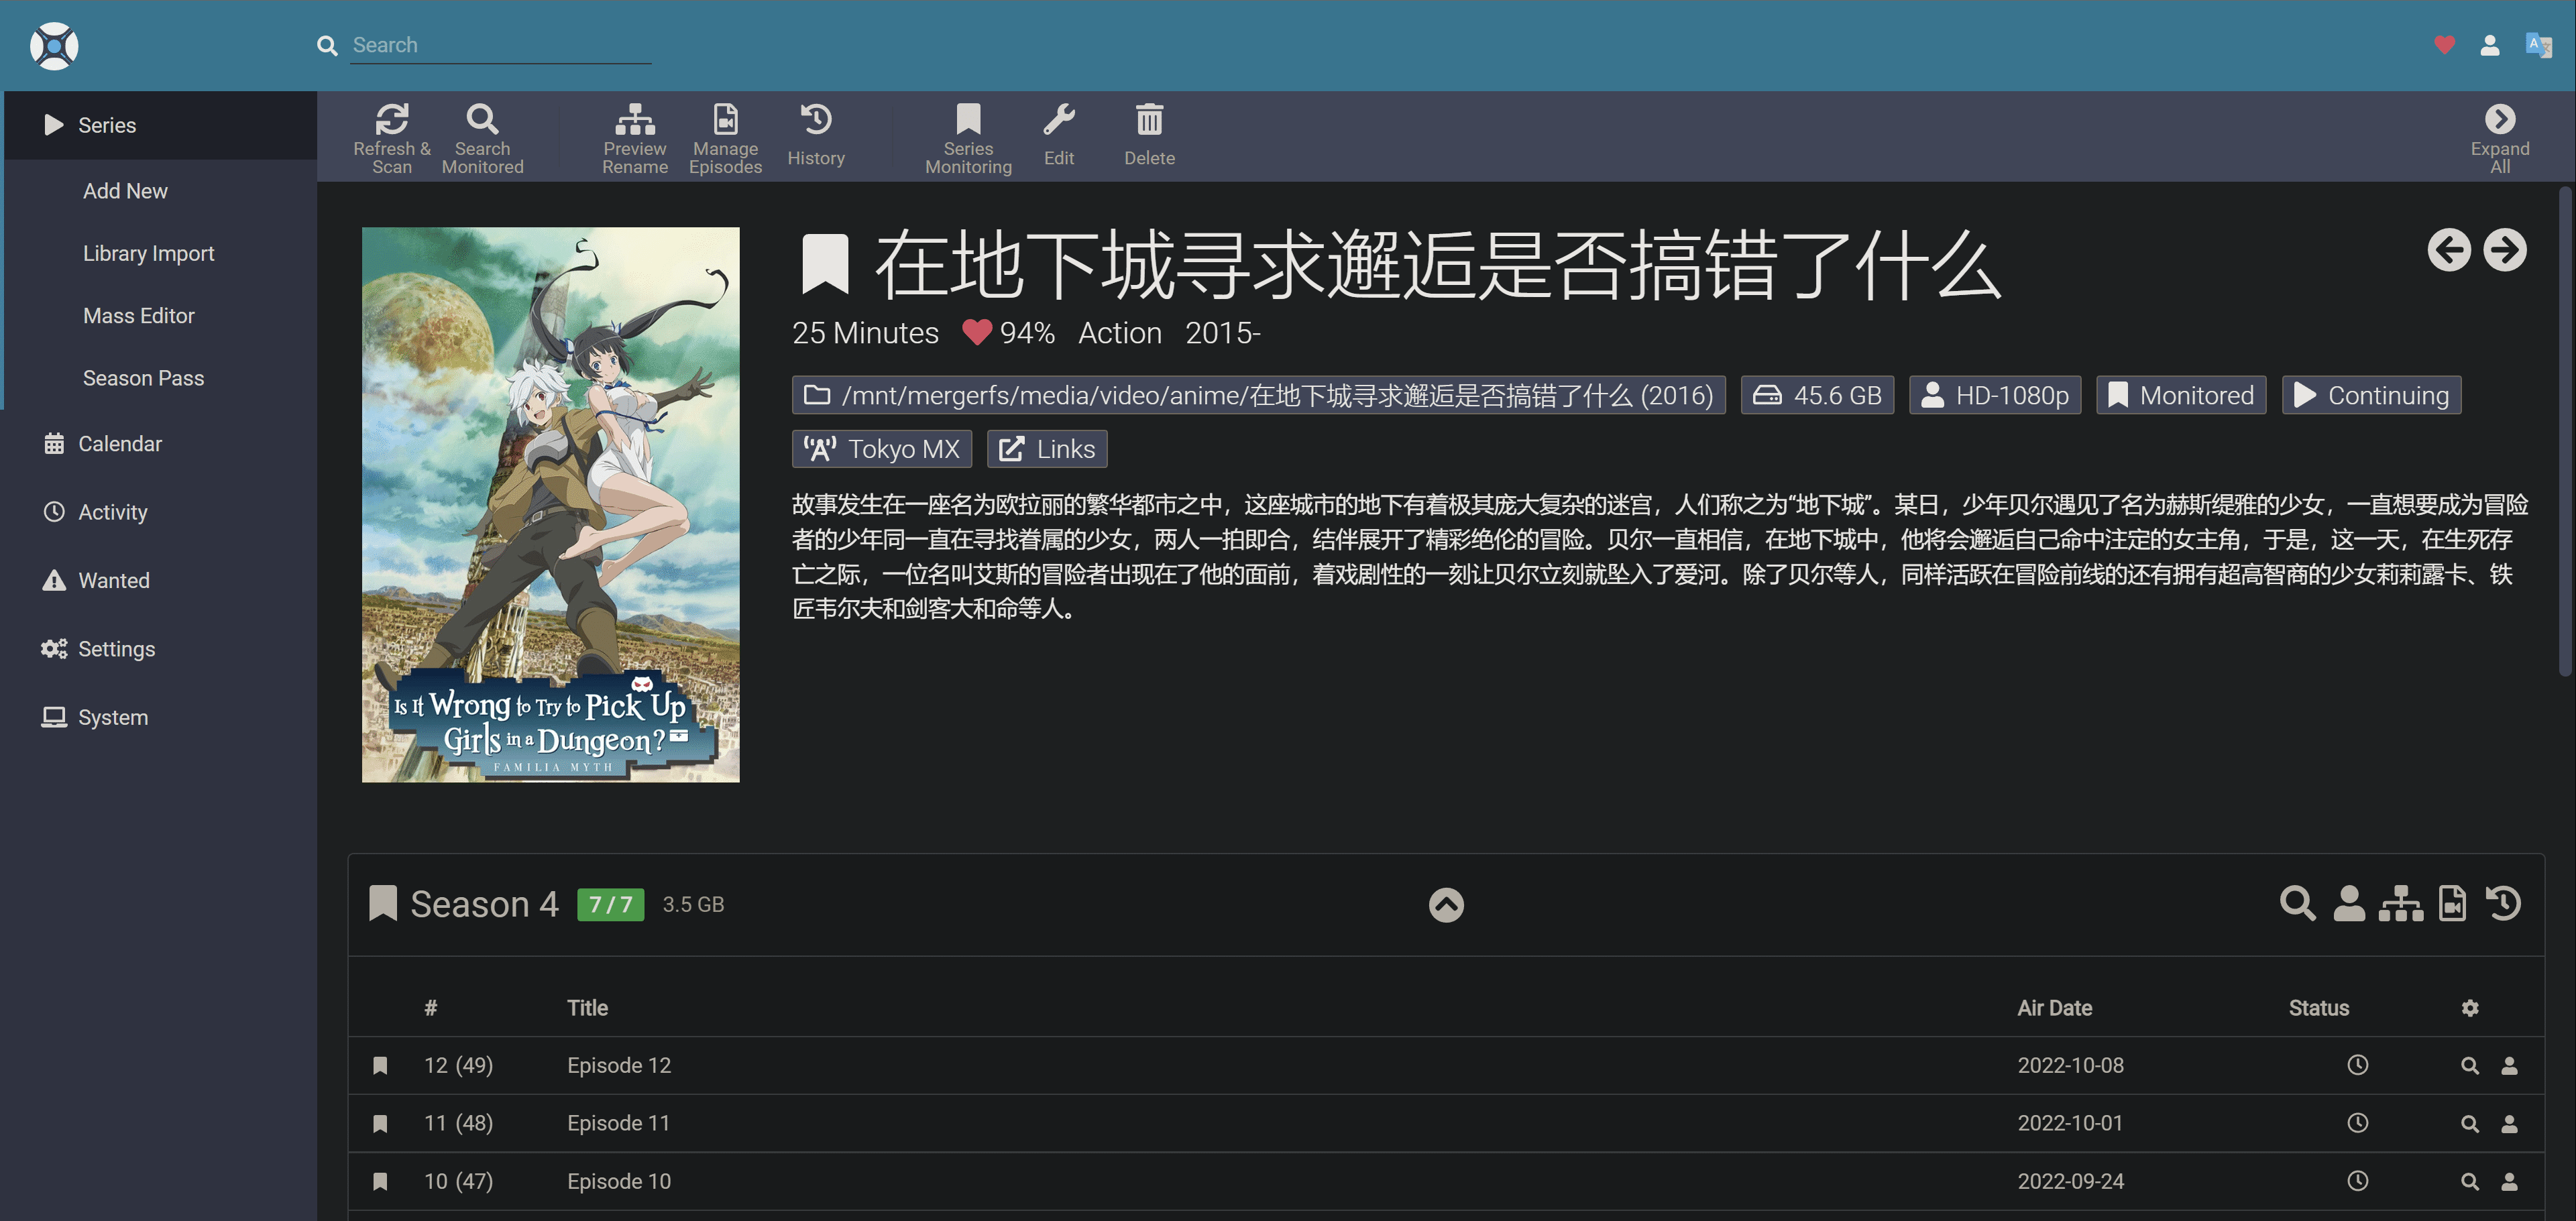 Search
Series
Add New
Library Import
Mass Editor
Season Pass
Calendar
Activity
Wanted
Settings
System
Refresh &
Scan
Search
Monitored
Preview
Rename
Manage
Episodes
History
Series
Monitoring
Edit
Delete
Expand
All
Is It Wrong to Try to Pick Up
Girls in a Dungeon?
FAMILIA MYTH
在地下城寻求邂逅是否搞错了什么
25 Minutes 94% Action 2015-
/mnt/mergerfs/media/video/anime/在地下城寻求邂逅是否搞错了什么 (2016) 45.6 GB HD-1080p Monitored Continuing
Tokyo MX Links
故事发生在一座名为欧拉丽的繁华都市之中，这座城市的地下有着极其庞大复杂的迷宫，人们称之为“地下城”。某日，少年贝尔遇见了名为赫斯缇雅的少女，一直想要成为冒险
者的少年同一直在寻找眷属的少女，两人一拍即合，结伴展开了精彩绝伦的冒险。贝尔一直相信，在地下城中，他将会邂逅自己命中注定的女主角，于是，这一天，在生死存
亡之际，一位名叫艾斯的冒险者出现在了他的面前，着戏剧性的一刻让贝尔立刻就坠入了爱河。除了贝尔等人，同样活跃在冒险前线的还有拥有超高智商的少女莉莉露卡、铁
匠韦尔夫和剑客大和命等人。
Season 4 7 / 7 3.5 GB
# Title Air Date Status
12 (49) Episode 12 2022-10-08
11 (48) Episode 11 2022-10-01
10 (47) Episode 10 2022-09-24